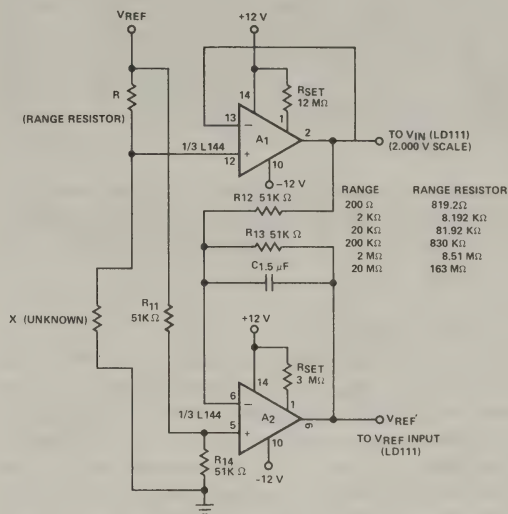 VREF
+12 V
R
(RANGE RESISTOR)
14
RSET
12 MΩ
1
13
−
A1
2
+
12
1/3 L144
10
−12 V
TO VIN (LD111)
(2.000 V SCALE)
R12 51K Ω
R13 51K Ω
C1.5 μF
RANGE RANGE RESISTOR
200 Ω 819.2Ω
2 KΩ 8.192 KΩ
20 KΩ 81.92 KΩ
200 KΩ 830 KΩ
2 MΩ 8.51 MΩ
20 MΩ 163 MΩ
X (UNKNOWN)
R11
51K Ω
+12 V
14
RSET
3 MΩ
1
6
−
A2
9
+
5
1/3 L144
10
−12 V
R14
51K Ω
VREF'
TO VREF INPUT
(LD111)